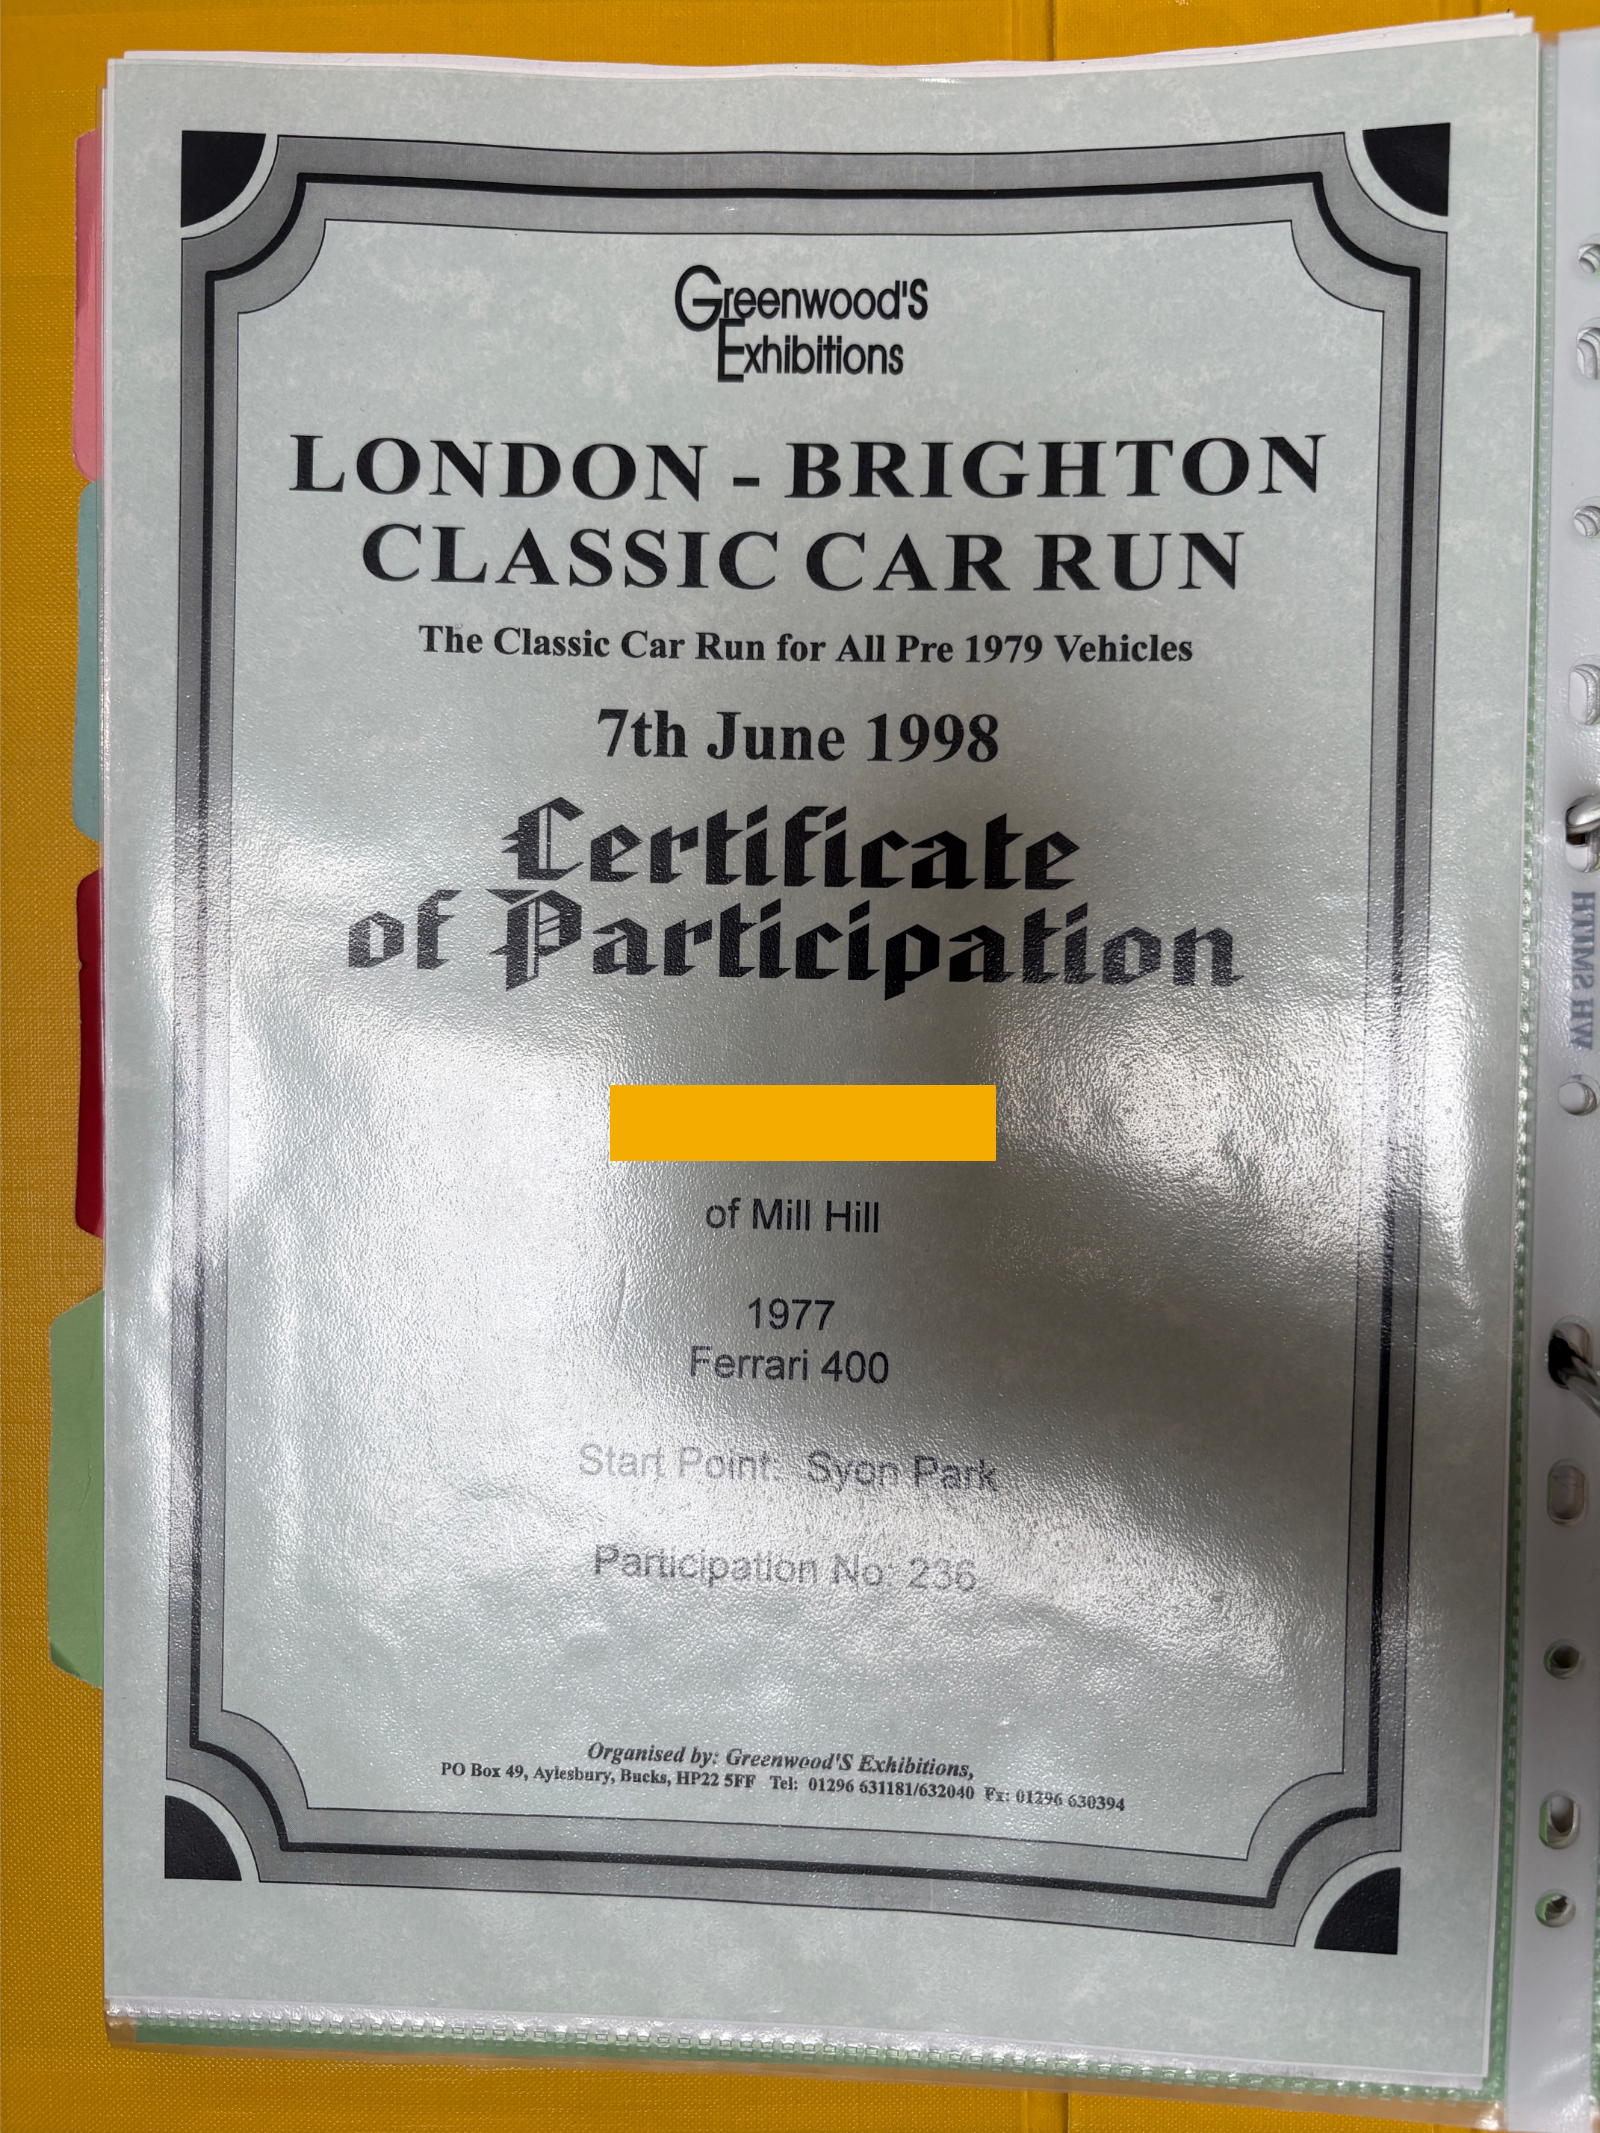 Greenwood'S
Exhibitions
LONDON - BRIGHTON
CLASSIC CAR RUN
The Classic Car Run for All Pre 1979 Vehicles
7th June 1998
Certificate
of Participation
of Mill Hill
1977
Ferrari 400
Start Point: Syon Park
Participation No: 236
Organised by: Greenwood'S Exhibitions,
PO Box 49, Aylesbury, Bucks, HP22 5FF Tel: 01296 631181/632040 Fx: 01296 630394
WH SMITH